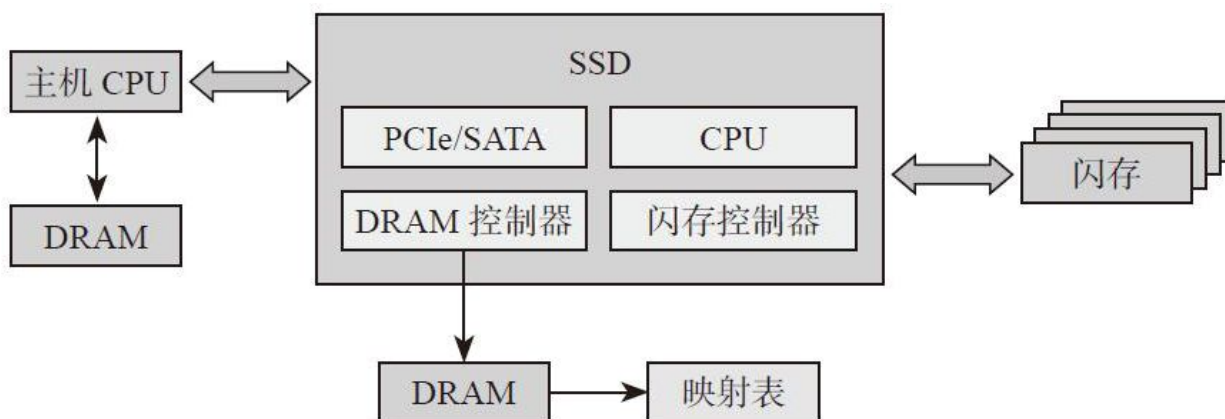 主机 CPU
DRAM
SSD
PCIe/SATA
CPU
DRAM 控制器
闪存控制器
闪存
DRAM
映射表